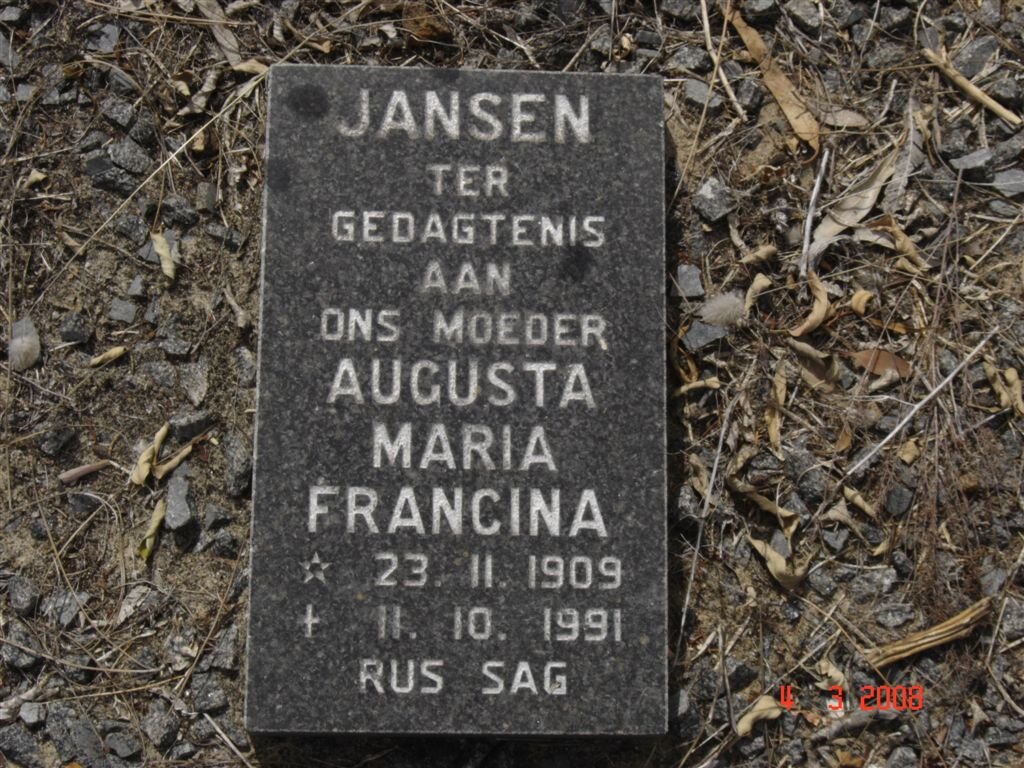 JANSEN
TER
GEDAGTENIS
AAN
ONS MOEDER
AUGUSTA
MARIA
FRANCINA
☆ 23. 11. 1909
† 11. 10. 1991
RUS SAG
4 3 2008